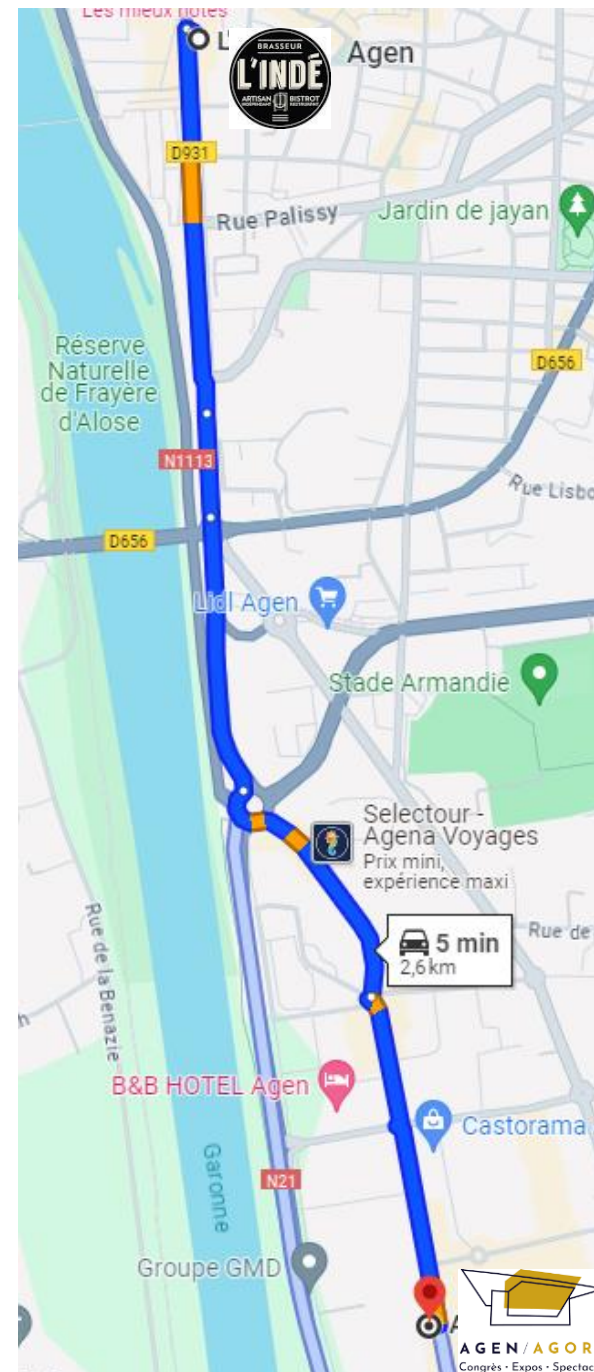 Les mieux notés
L
BRASSEUR
L'INDÉ
ARTISAN BISTROT
INDÉPENDANT RESTAURANT
Agen
D931
Rue Palissy
Jardin de jayan
Réserve
Naturelle
de Frayère
d'Alose
D656
N1113
Rue Lisbo
D656
Lidl Agen
Stade Armandie
Selectour -
Agena Voyages
Prix mini,
expérience maxi
5 min
2,6 km
Rue de
Rue de la Benazie
B&B HOTEL Agen
Castorama
N21
Garonne
Groupe GMD
A
AGEN/AGOR
Congrès - Expos - Spectac